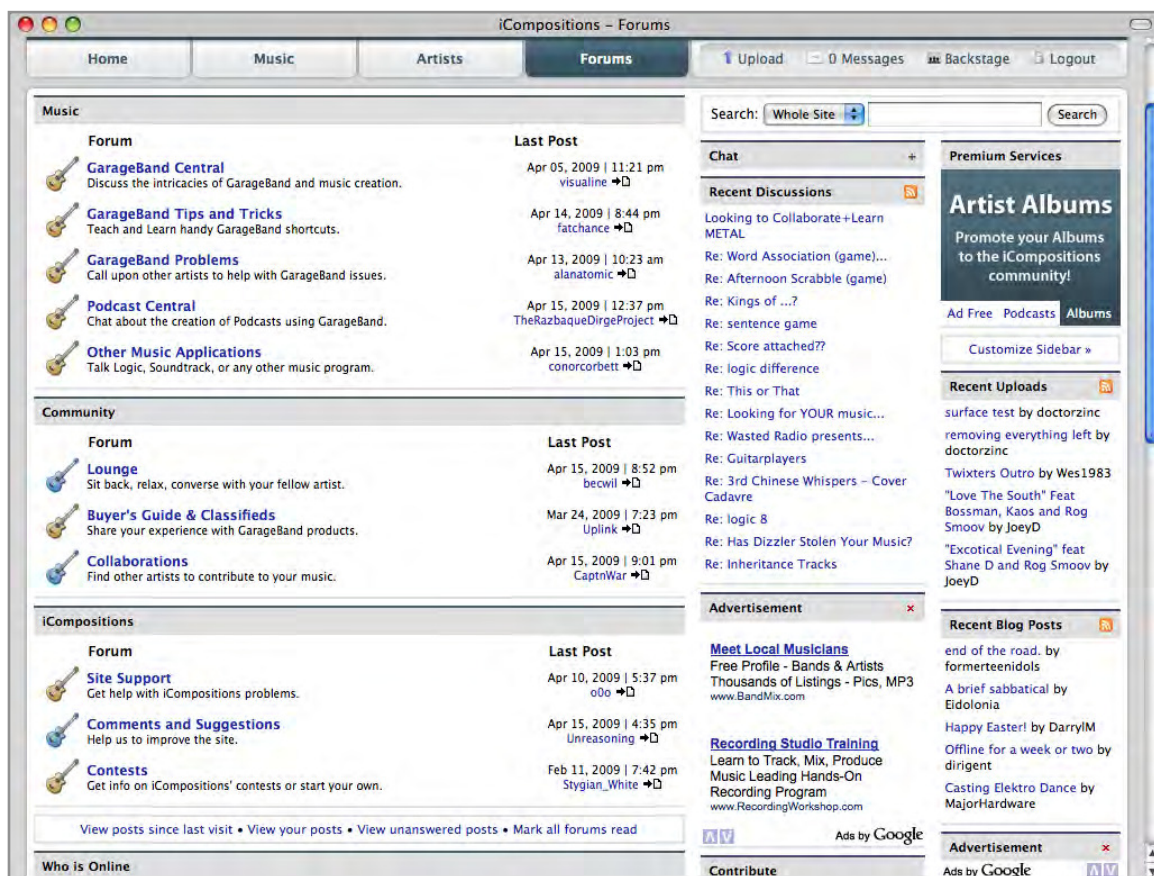 iCompositions – Forums
Home
Music
Artists
Forums
Upload
0 Messages
Backstage
Logout
Music
Forum
Last Post
GarageBand Central
Discuss the intricacies of GarageBand and music creation.
Apr 05, 2009 | 11:21 pm
visualine
GarageBand Tips and Tricks
Teach and Learn handy GarageBand shortcuts.
Apr 14, 2009 | 8:44 pm
fatchance
GarageBand Problems
Call upon other artists to help with GarageBand issues.
Apr 13, 2009 | 10:23 am
alanatomic
Podcast Central
Chat about the creation of Podcasts using GarageBand.
Apr 15, 2009 | 12:37 pm
TheRazbaqueDirgeProject
Other Music Applications
Talk Logic, Soundtrack, or any other music program.
Apr 15, 2009 | 1:03 pm
conorcorbett
Community
Forum
Last Post
Lounge
Sit back, relax, converse with your fellow artist.
Apr 15, 2009 | 8:52 pm
becwil
Buyer's Guide & Classifieds
Share your experience with GarageBand products.
Mar 24, 2009 | 7:23 pm
Uplink
Collaborations
Find other artists to contribute to your music.
Apr 15, 2009 | 9:01 pm
CaptnWar
iCompositions
Forum
Last Post
Site Support
Get help with iCompositions problems.
Apr 10, 2009 | 5:37 pm
o0o
Comments and Suggestions
Help us to improve the site.
Apr 15, 2009 | 4:35 pm
Unreasoning
Contests
Get info on iCompositions' contests or start your own.
Feb 11, 2009 | 7:42 pm
Stygian_White
View posts since last visit • View your posts • View unanswered posts • Mark all forums read
Who is Online
Search: Whole Site
Search
Chat +
Recent Discussions
Looking to Collaborate+Learn
METAL
Re: Word Association (game)...
Re: Afternoon Scrabble (game)
Re: Kings of ...?
Re: sentence game
Re: Score attached??
Re: logic difference
Re: This or That
Re: Looking for YOUR music...
Re: Wasted Radio presents...
Re: Guitarplayers
Re: 3rd Chinese Whispers – Cover
Cadavre
Re: logic 8
Re: Has Dizzler Stolen Your Music?
Re: Inheritance Tracks
Advertisement x
Meet Local Musicians
Free Profile - Bands & Artists
Thousands of Listings - Pics, MP3
www.BandMix.com
Recording Studio Training
Learn to Track, Mix, Produce
Music Leading Hands-On
Recording Program
www.RecordingWorkshop.com
Ads by Google
Contribute
Premium Services
Artist Albums
Promote your Albums
to the iCompositions
community!
Ad Free Podcasts Albums
Customize Sidebar »
Recent Uploads
surface test by doctorzinc
removing everything left by
doctorzinc
Twixters Outro by Wes1983
"Love The South" Feat
Bossman, Kaos and Rog
Smoov by JoeyD
"Excotical Evening" feat
Shane D and Rog Smoov by
JoeyD
Recent Blog Posts
end of the road. by
formerteenidols
A brief sabbatical by
Eidolonia
Happy Easter! by DarrylM
Offline for a week or two by
dirigent
Casting Elektro Dance by
MajorHardware
Advertisement x
Ads by Google